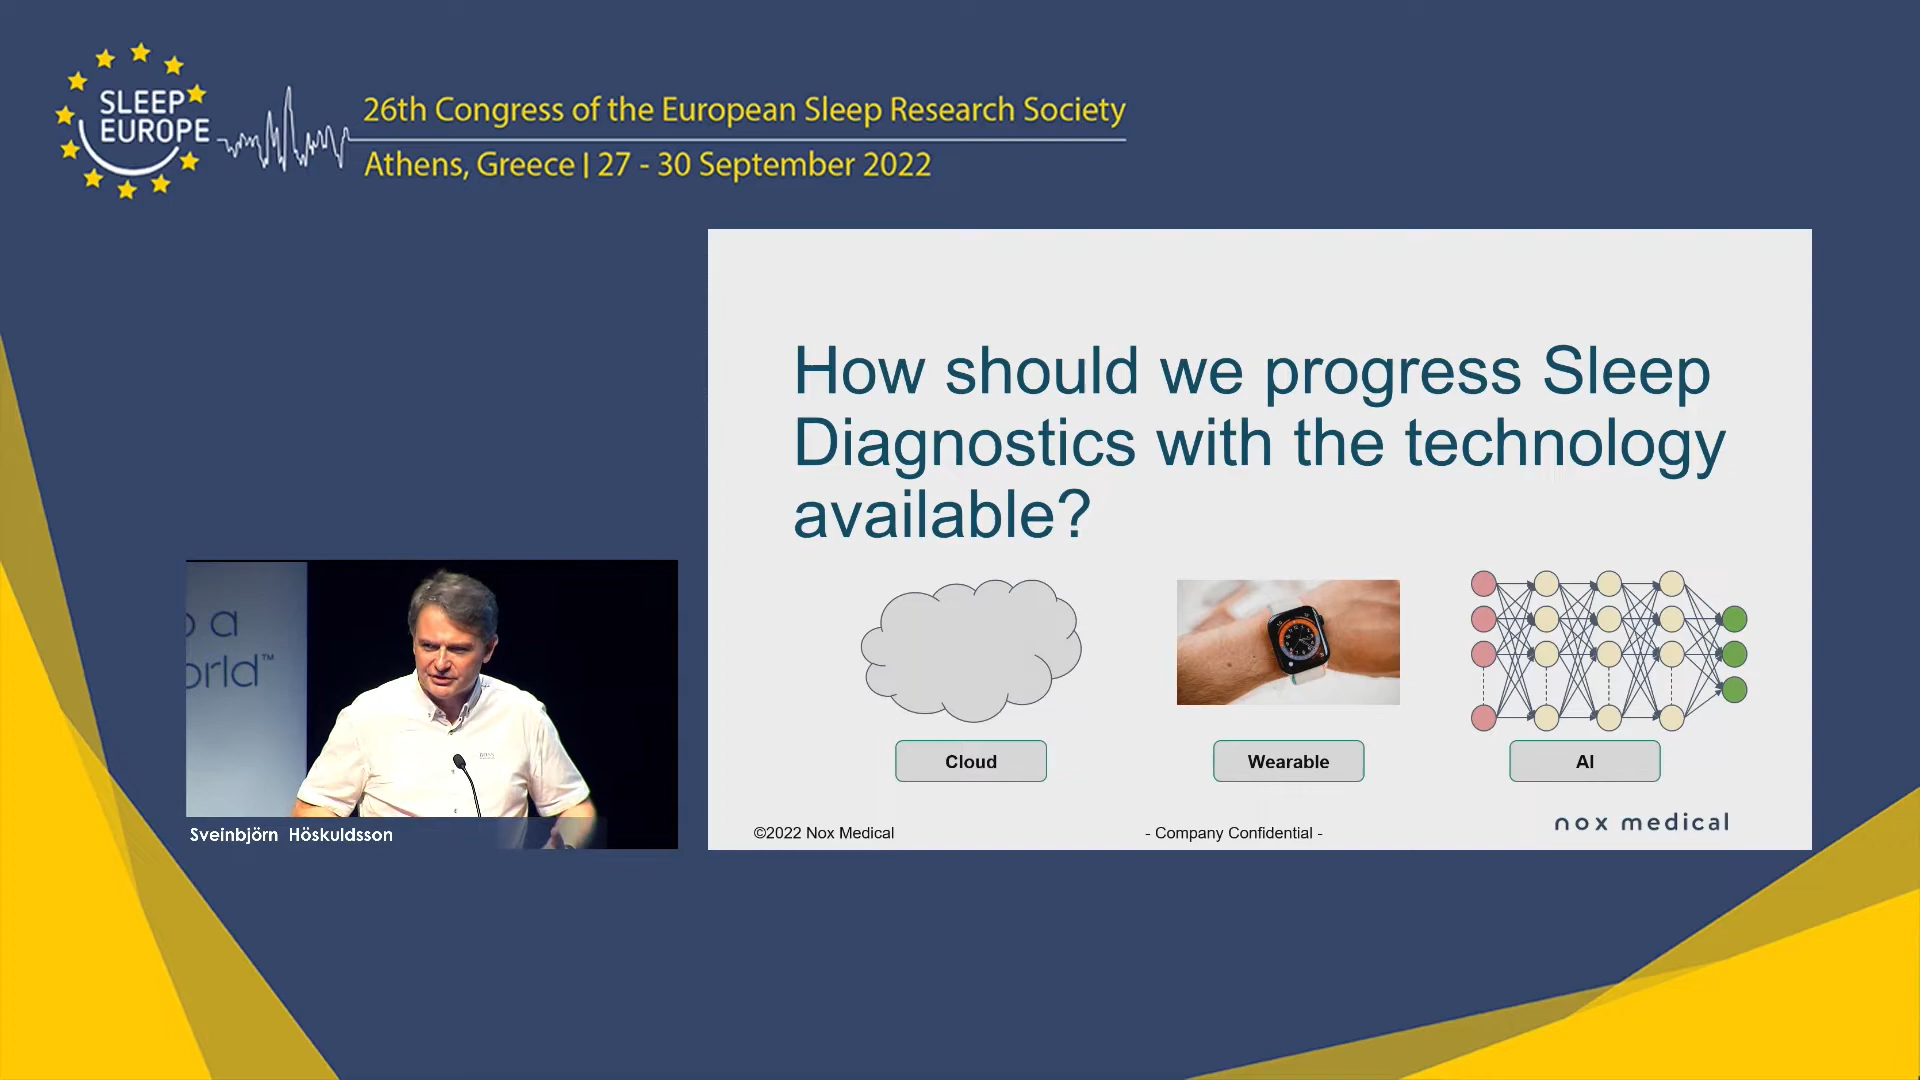 SLEEP
EUROPE
26th Congress of the European Sleep Research Society
Athens, Greece | 27 - 30 September 2022
How should we progress Sleep
Diagnostics with the technology
available?
Cloud
Wearable
AI
©2022 Nox Medical
- Company Confidential -
nox medical
a
orld™
BOSS
Sveinbjörn Höskuldsson